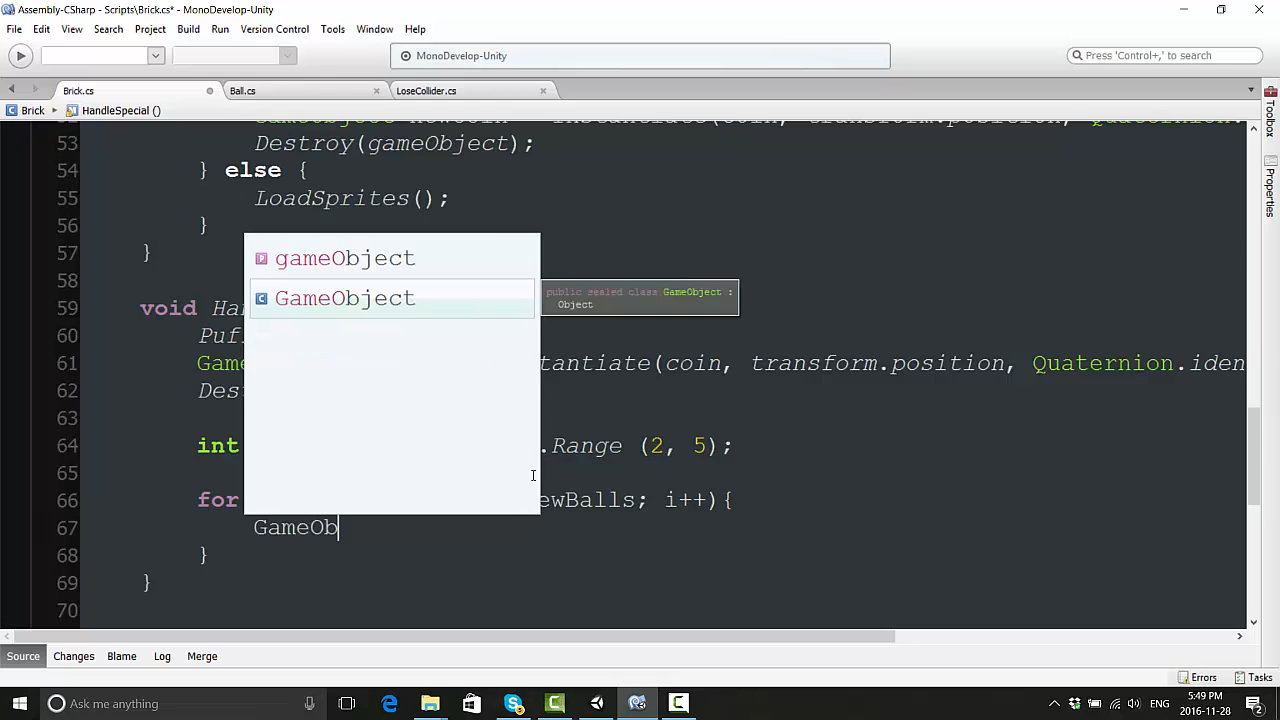 Assembly-CSharp - Scripts\Brick.cs* - MonoDevelop-Unity
File Edit View Search Project Build Run Version Control Tools Window Help
MonoDevelop-Unity
Press 'Control+,' to search
Brick.cs Ball.cs LoseCollider.cs
Brick HandleSpecial ()
Toolbox
Properties
53 Destroy(gameObject);
54 } else {
55 LoadSprites();
56 }
57 }
58
59 void Ha
60 Puf
61 Game tantiate(coin, transform.position, Quaternion.iden
62 Des
63
64 int .Range (2, 5);
65
66 for ewBalls; i++){
67 GameOb
68 }
69 }
70
gameObject
GameObject
public sealed class GameObject :
Object
Source Changes Blame Log Merge
Errors Tasks
Ask me anything
ENG
5:49 PM
2016-11-28
2